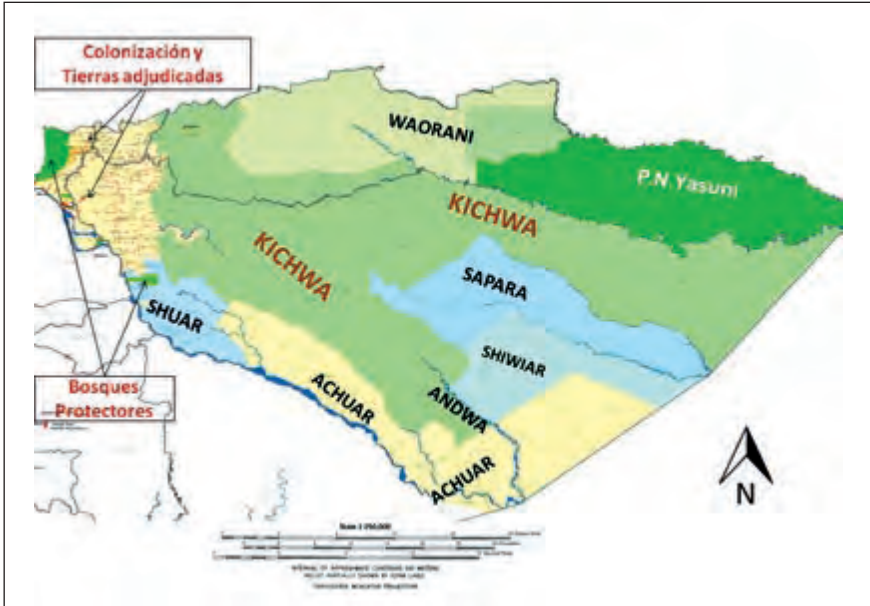 Colonización y
Tierras adjudicadas
WAORANI
P.N.Yasuni
KICHWA
KICHWA
SAPARA
SHUAR
SHIWIAR
Bosques
Protectores
ACHUAR
ANDWA
ACHUAR
N